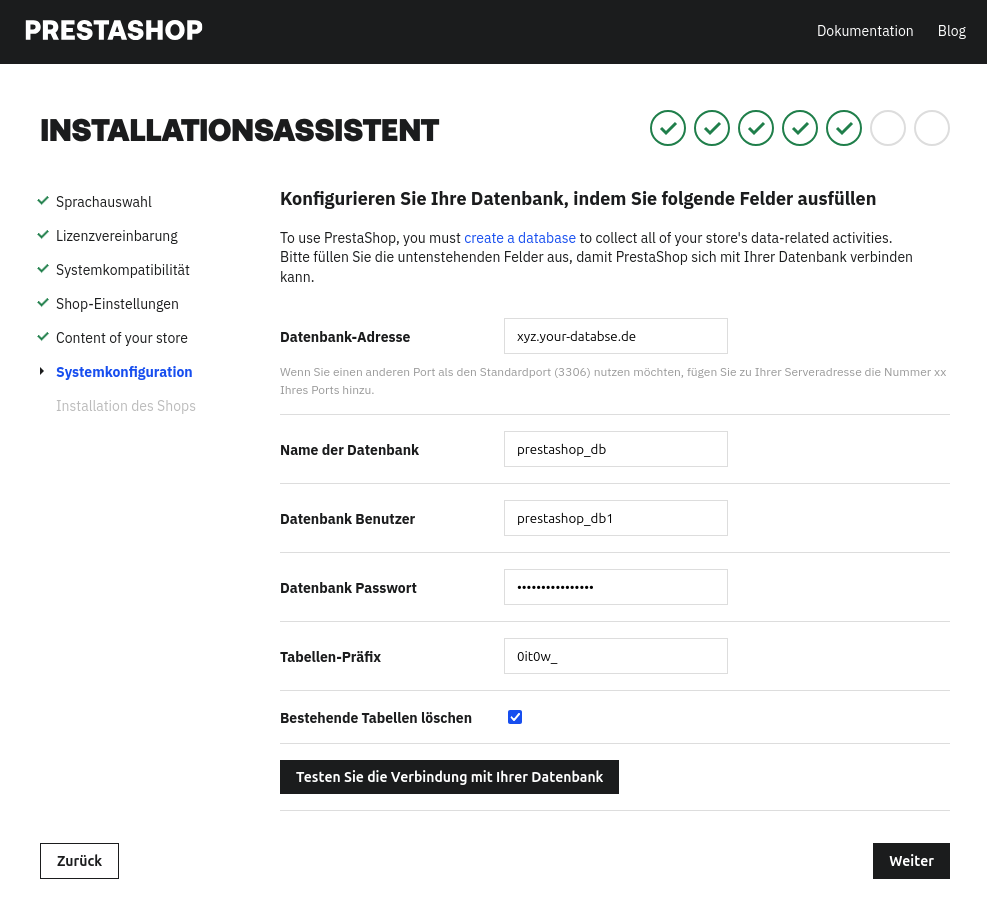 PRESTASHOP
Dokumentation
Blog
INSTALLATIONSASSISTENT
Sprachauswahl
Lizenzvereinbarung
Systemkompatibilität
Shop-Einstellungen
Content of your store
Systemkonfiguration
Installation des Shops
Konfigurieren Sie Ihre Datenbank, indem Sie folgende Felder ausfüllen
To use PrestaShop, you must create a database to collect all of your store's data-related activities.
Bitte füllen Sie die untenstehenden Felder aus, damit PrestaShop sich mit Ihrer Datenbank verbinden
kann.
Datenbank-Adresse
xyz.your-databse.de
Wenn Sie einen anderen Port als den Standardport (3306) nutzen möchten, fügen Sie zu Ihrer Serveradresse die Nummer xx
Ihres Ports hinzu.
Name der Datenbank
prestashop_db
Datenbank Benutzer
prestashop_db1
Datenbank Passwort
••••••••••••••••
Tabellen-Präfix
0it0w_
Bestehende Tabellen löschen
Testen Sie die Verbindung mit Ihrer Datenbank
Zurück
Weiter